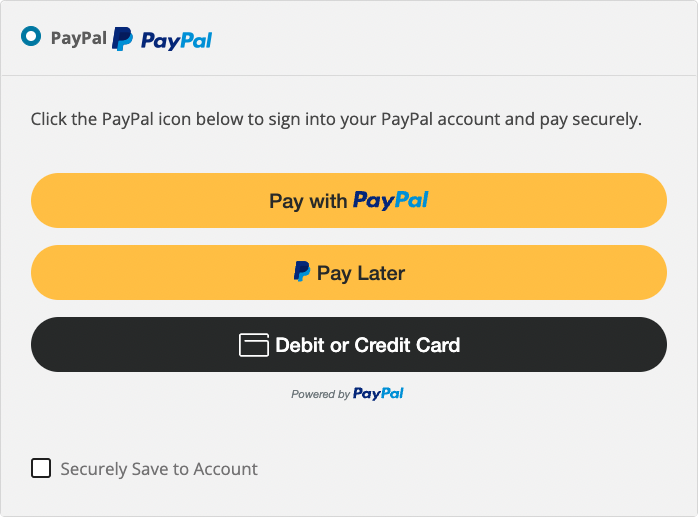 PayPal PayPal
Click the PayPal icon below to sign into your PayPal account and pay securely.
Pay with PayPal
Pay Later
Debit or Credit Card
Powered by PayPal
Securely Save to Account